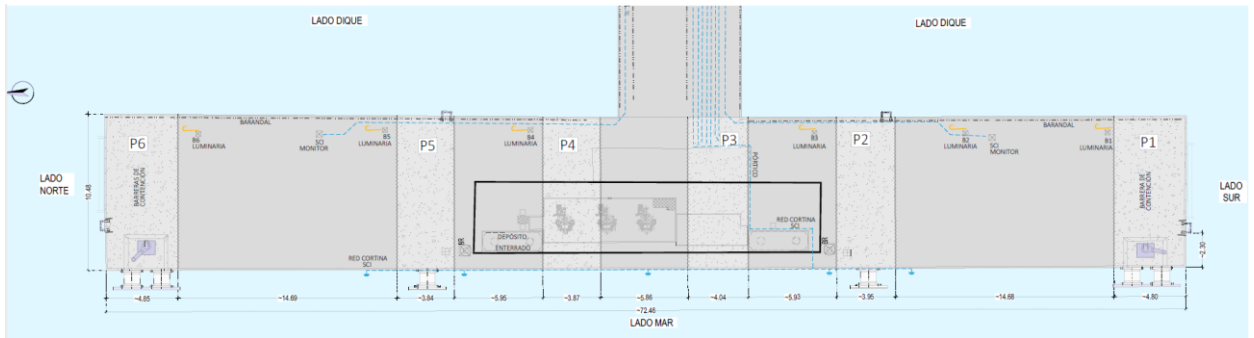 LADO DIQUE
LADO DIQUE
BARANDAL
BARANDAL
P6
B6
LUMINARIA
SCI
MONITOR
B5
LUMINARIA
P5
B4
LUMINARIA
P4
P3
PORTICO
B3
LUMINARIA
P2
B2
LUMINARIA
SCI
MONITOR
B1
LUMINARIA
P1
LADO
NORTE
10.48
BARRERAS DE
CONTENCIÓN
BARRERA DE
CONTENCIÓN
LADO
SUR
RED CORTINA
SCI
BR
DEPÓSITO
ENTERRADO
RED CORTINA
SCI
BR
~2.30
~4.85
~14.69
~3.84
~5.95
~3.87
~5.86
~4.04
~5.93
~3.95
~14.68
~4.80
~72.46
LADO MAR